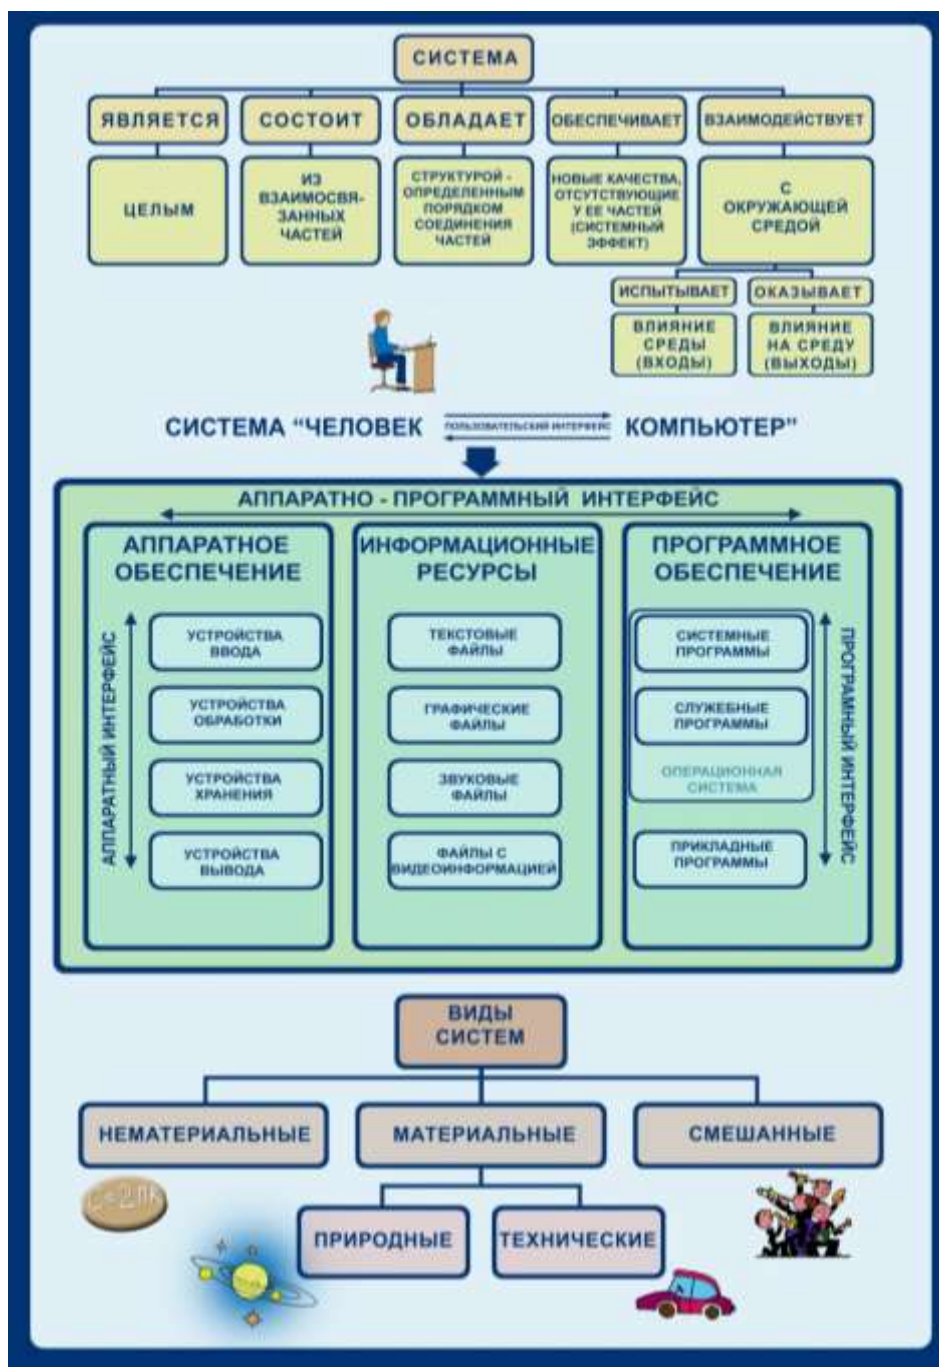 СИСТЕМА
ЯВЛЯЕТСЯ
СОСТОИТ
ОБЛАДАЕТ
ОБЕСПЕЧИВАЕТ
ВЗАИМОДЕЙСТВУЕТ
ЦЕЛЫМ
ИЗ
ВЗАИМОСВЯ-
ЗАННЫХ
ЧАСТЕЙ
СТРУКТУРОЙ -
ОПРЕДЕЛЕННЫМ
ПОРЯДКОМ
СОЕДИНЕНИЯ
ЧАСТЕЙ
НОВЫЕ КАЧЕСТВА,
ОТСУТСТВУЮЩИЕ
У ЕЕ ЧАСТЕЙ
(СИСТЕМНЫЙ
ЭФФЕКТ)
С
ОКРУЖАЮЩЕЙ
СРЕДОЙ
ИСПЫТЫВАЕТ
ОКАЗЫВАЕТ
ВЛИЯНИЕ
СРЕДЫ
(ВХОДЫ)
ВЛИЯНИЕ
НА СРЕДУ
(ВЫХОДЫ)
СИСТЕМА "ЧЕЛОВЕК ПОЛЬЗОВАТЕЛЬСКИЙ ИНТЕРФЕЙС КОМПЬЮТЕР"
АППАРАТНО - ПРОГРАММНЫЙ ИНТЕРФЕЙС
АППАРАТНОЕ
ОБЕСПЕЧЕНИЕ
АППАРАТНЫЙ ИНТЕРФЕЙС
УСТРОЙСТВА
ВВОДА
УСТРОЙСТВА
ОБРАБОТКИ
УСТРОЙСТВА
ХРАНЕНИЯ
УСТРОЙСТВА
ВЫВОДА
ИНФОРМАЦИОННЫЕ
РЕСУРСЫ
ТЕКСТОВЫЕ
ФАЙЛЫ
ГРАФИЧЕСКИЕ
ФАЙЛЫ
ЗВУКОВЫЕ
ФАЙЛЫ
ФАЙЛЫ С
ВИДЕОИНФОРМАЦИЕЙ
ПРОГРАММНОЕ
ОБЕСПЕЧЕНИЕ
СИСТЕМНЫЕ
ПРОГРАММЫ
СЛУЖЕБНЫЕ
ПРОГРАММЫ
ОПЕРАЦИОННАЯ
СИСТЕМА
ПРИКЛАДНЫЕ
ПРОГРАММЫ
ПРОГРАМНЫЙ ИНТЕРФЕЙС
ВИДЫ
СИСТЕМ
НЕМАТЕРИАЛЬНЫЕ
МАТЕРИАЛЬНЫЕ
СМЕШАННЫЕ
ПРИРОДНЫЕ
ТЕХНИЧЕСКИЕ